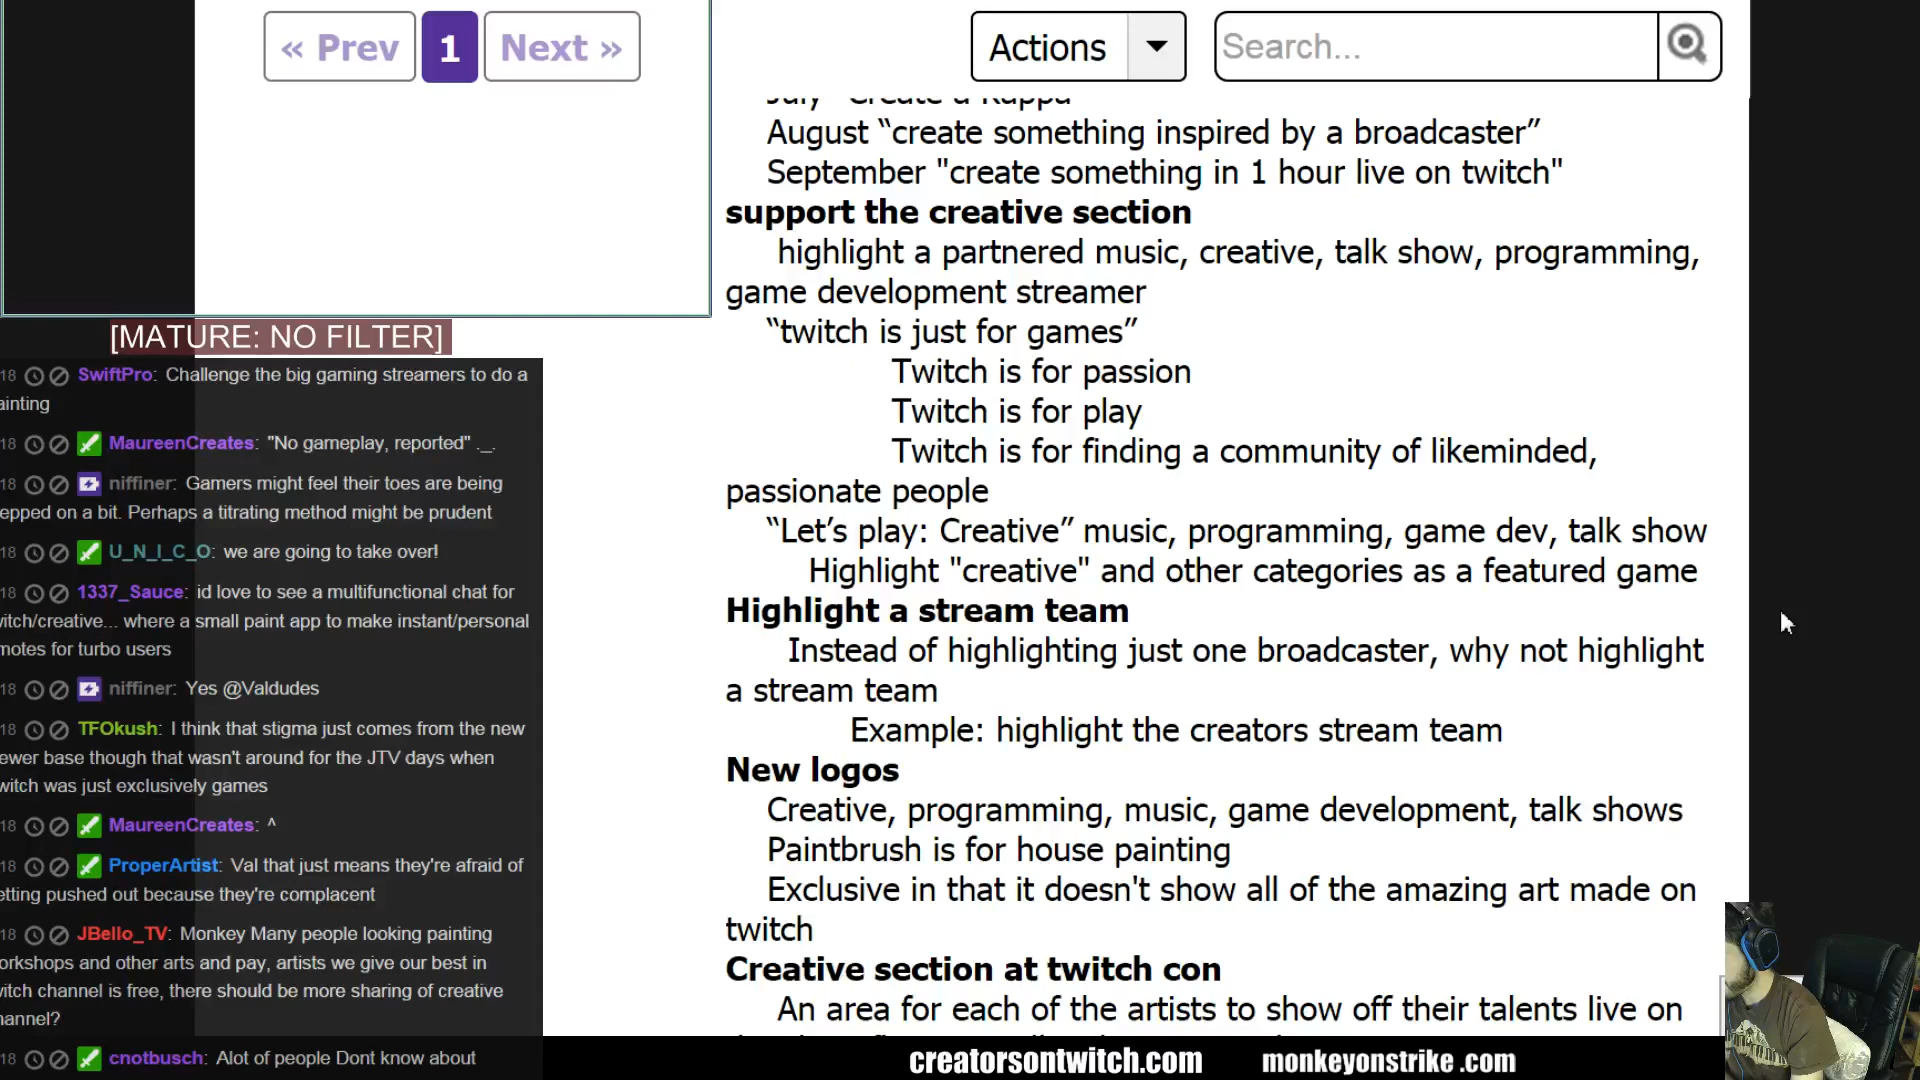 « Prev 1 Next »
Actions
Search...
July "Create a Kappa"
August “create something inspired by a broadcaster”
September "create something in 1 hour live on twitch"
support the creative section
highlight a partnered music, creative, talk show, programming,
game development streamer
“twitch is just for games”
Twitch is for passion
Twitch is for play
Twitch is for finding a community of likeminded,
passionate people
“Let’s play: Creative” music, programming, game dev, talk show
Highlight "creative" and other categories as a featured game
Highlight a stream team
Instead of highlighting just one broadcaster, why not highlight
a stream team
Example: highlight the creators stream team
New logos
Creative, programming, music, game development, talk shows
Paintbrush is for house painting
Exclusive in that it doesn't show all of the amazing art made on
twitch
Creative section at twitch con
An area for each of the artists to show off their talents live on
[MATURE: NO FILTER]
18 SwiftPro: Challenge the big gaming streamers to do a
ainting
18 MaureenCreates: "No gameplay, reported" ._.
18 niffiner: Gamers might feel their toes are being
epped on a bit. Perhaps a titrating method might be prudent
18 U_N_I_C_O: we are going to take over!
18 1337_Sauce: id love to see a multifunctional chat for
vitch/creative... where a small paint app to make instant/personal
motes for turbo users
18 niffiner: Yes @Valdudes
18 TFOkush: I think that stigma just comes from the new
ewer base though that wasn't around for the JTV days when
witch was just exclusively games
18 MaureenCreates: ^
18 ProperArtist: Val that just means they're afraid of
etting pushed out because they're complacent
18 JBello_TV: Monkey Many people looking painting
orkshops and other arts and pay, artists we give our best in
witch channel is free, there should be more sharing of creative
hannel?
18 cnotbusch: Alot of people Dont know about
creatorsontwitch.com
monkeyonstrike .com